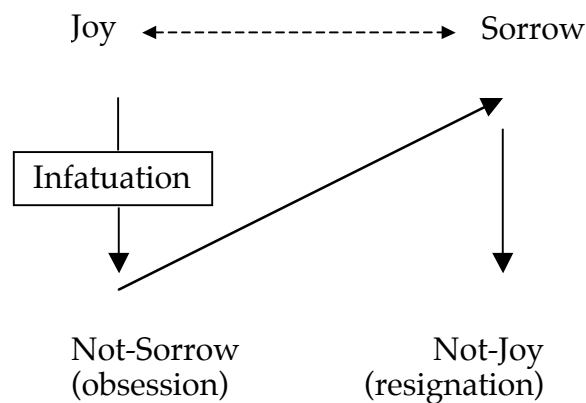 Joy
Sorrow
Infatuation
Not-Sorrow
(obsession)
Not-Joy
(resignation)